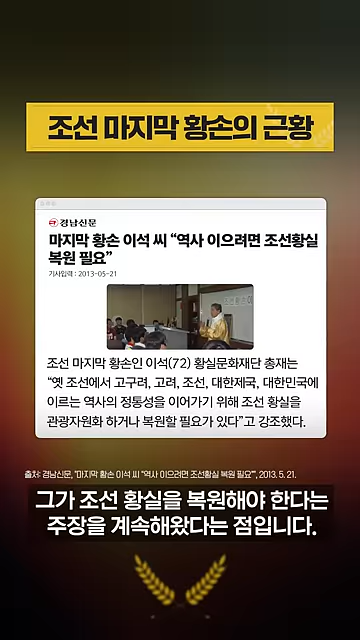 조선 마지막 황손의 근황
경남신문
마지막 황손 이석 씨 “역사 이으려면 조선황실
복원 필요”
기사입력 : 2013-05-21
조선 마지막 황손인 이석(72) 황실문화재단 총재는
“옛 조선에서 고구려, 고려, 조선, 대한제국, 대한민국에
이르는 역사의 정통성을 이어가기 위해 조선 황실을
관광자원화 하거나 복원할 필요가 있다”고 강조했다.
출처: 경남신문, "마지막 황손 이석 씨 “역사 이으려면 조선황실 복원 필요”", 2013. 5. 21.
그가 조선 황실을 복원해야 한다는
주장을 계속해왔다는 점입니다.